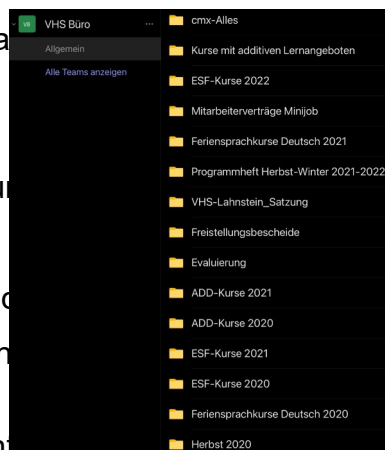 VB VHS Büro ...
Allgemein
Alle Teams anzeigen
cmx-Alles
Kurse mit additiven Lernangeboten
ESF-Kurse 2022
Mitarbeiterverträge Minijob
Feriensprachkurse Deutsch 2021
Programmheft Herbst-Winter 2021-2022
VHS-Lahnstein_Satzung
Freistellungsbescheide
Evaluierung
ADD-Kurse 2021
ADD-Kurse 2020
ESF-Kurse 2021
ESF-Kurse 2020
Feriensprachkurse Deutsch 2020
Herbst 2020